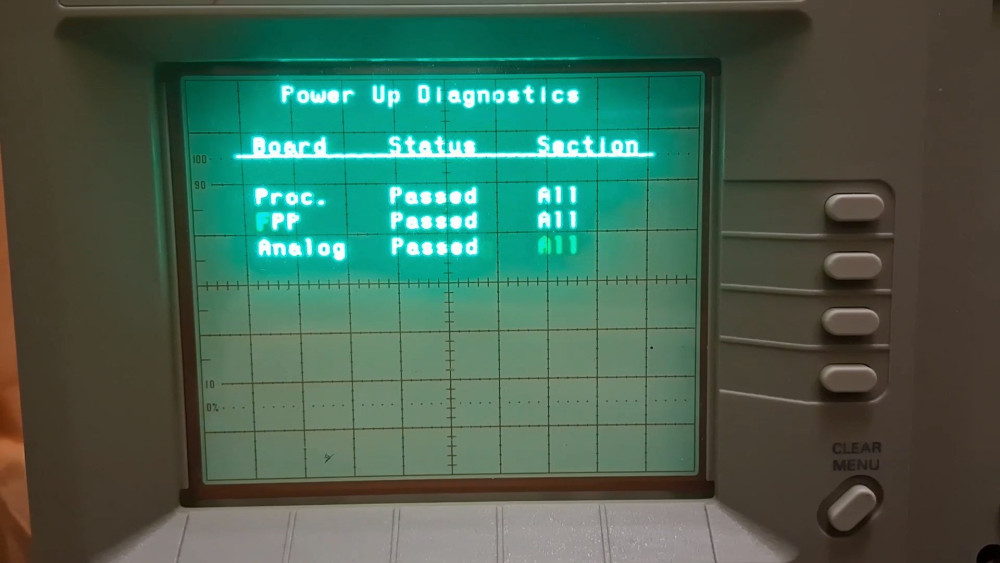 Power Up Diagnostics
Board Status Section
100
90
Proc. Passed All
FPP Passed All
Analog Passed All
10
0%
CLEAR
MENU